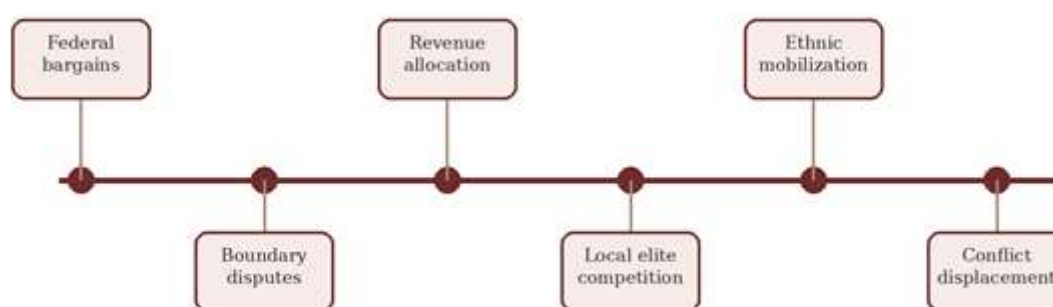 Federal
bargains
Revenue
allocation
Ethnic
mobilization
Boundary
disputes
Local elite
competition
Conflict
displacement